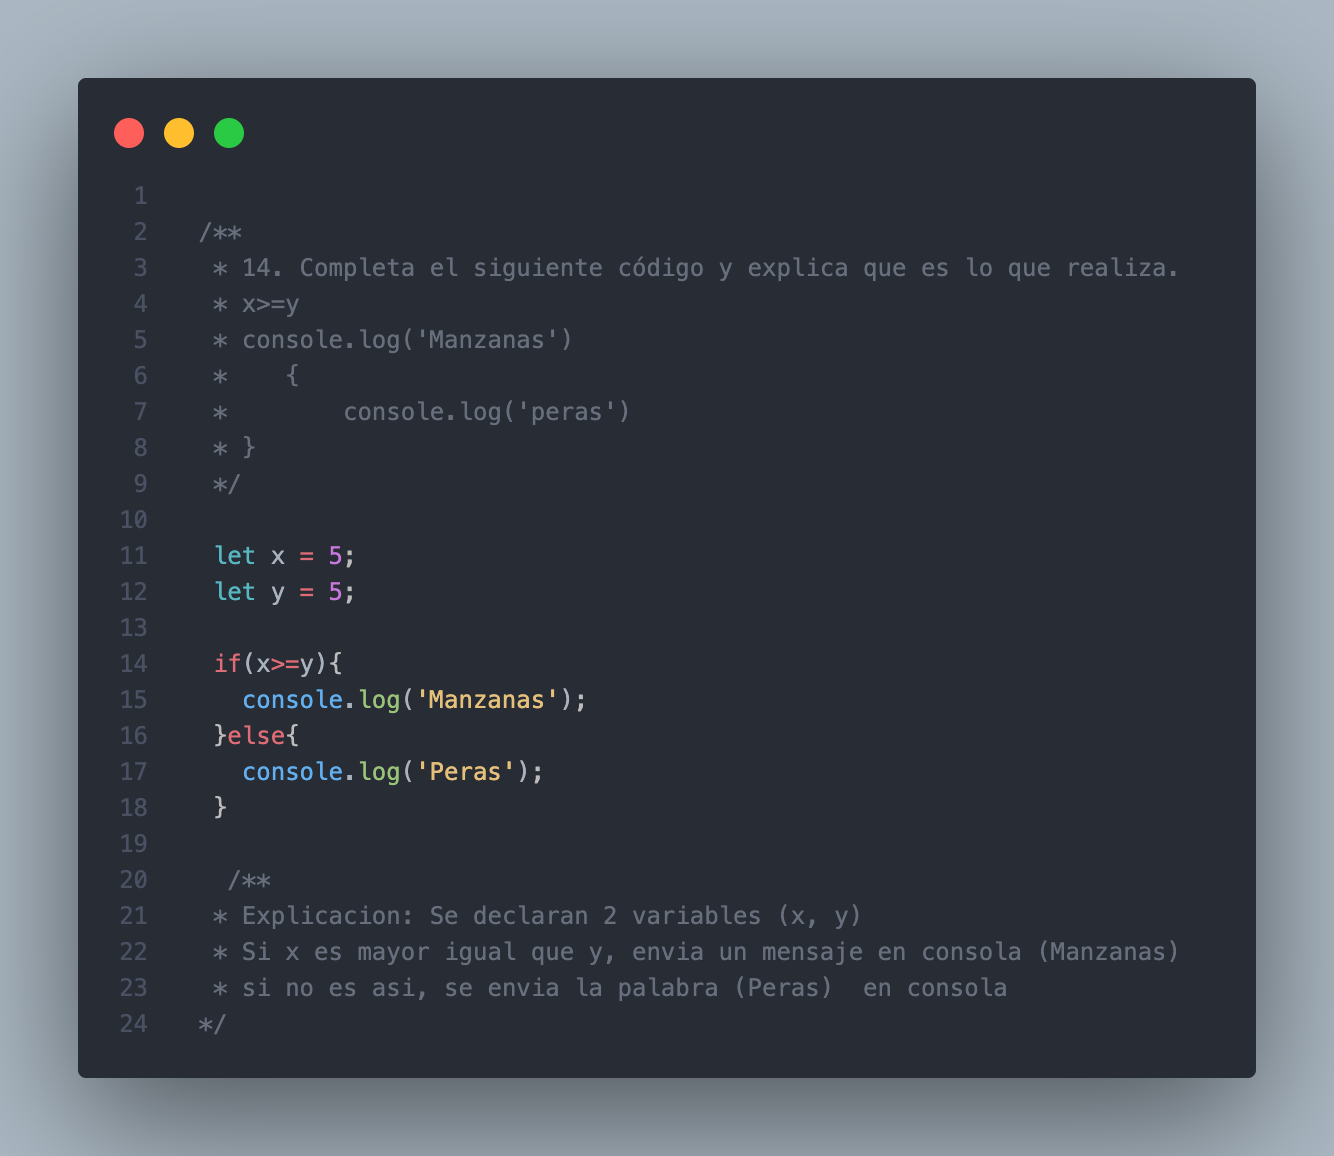 1
2 /**
3 * 14. Completa el siguiente código y explica que es lo que realiza.
4 * x>=y
5 * console.log('Manzanas')
6 *    {
7 *        console.log('peras')
8 * }
9 */
10
11 let x = 5;
12 let y = 5;
13
14 if(x>=y){
15   console.log('Manzanas');
16 }else{
17   console.log('Peras');
18 }
19
20 /**
21 * Explicacion: Se declaran 2 variables (x, y)
22 * Si x es mayor igual que y, envia un mensaje en consola (Manzanas)
23 * si no es asi, se envia la palabra (Peras)  en consola
24 */